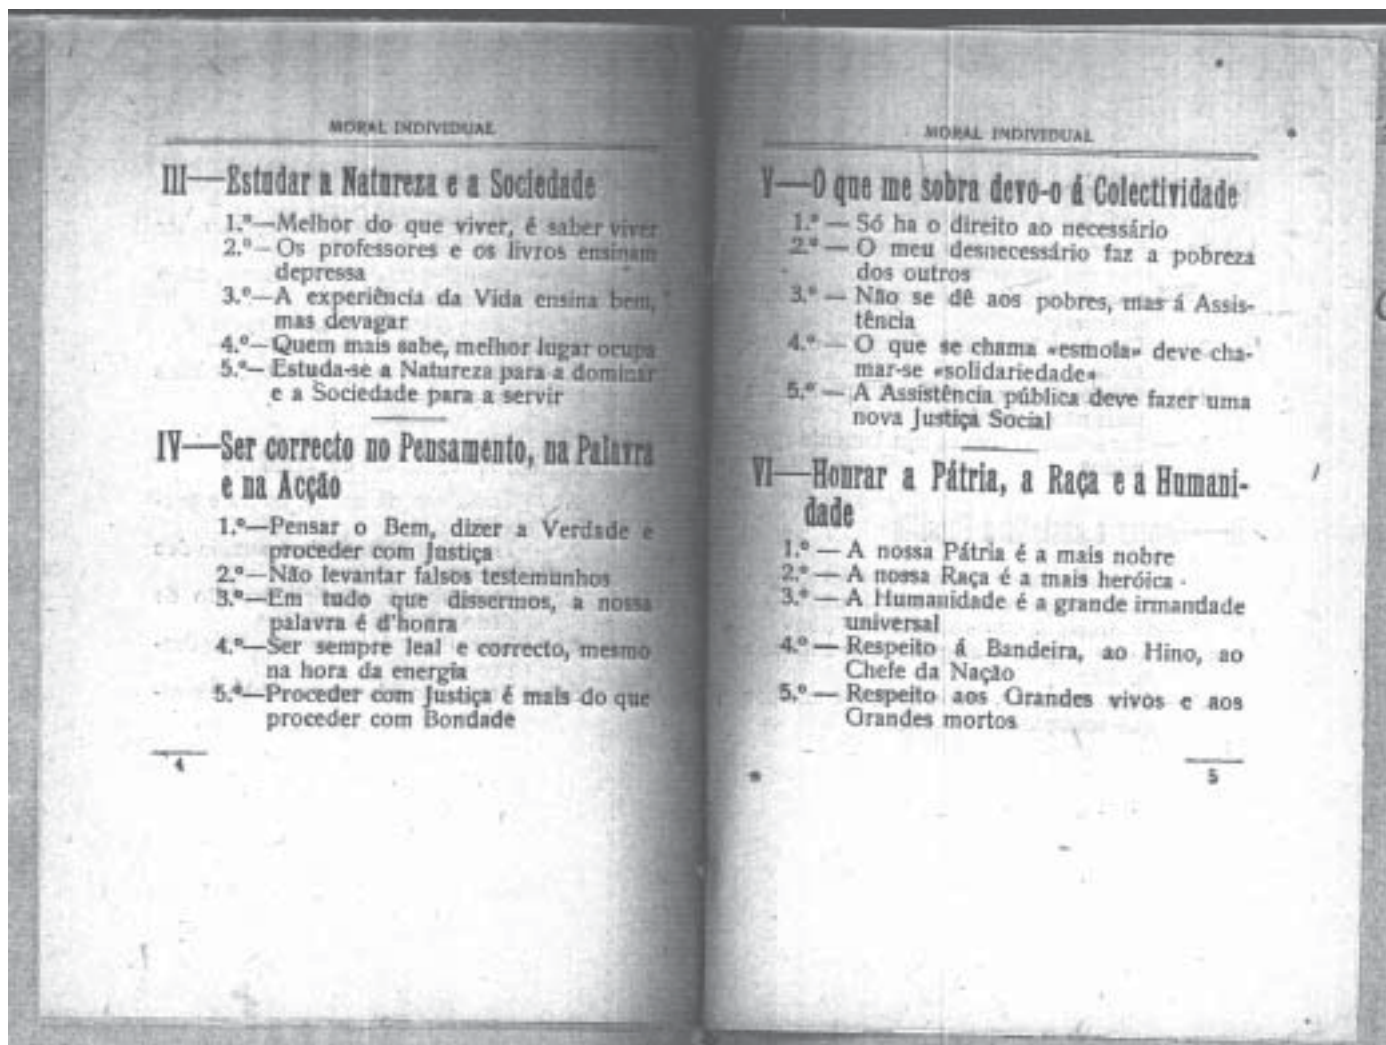 MORAL INDIVIDUAL
III—Estudar a Natureza e a Sociedade
1.º—Melhor do que viver, é saber viver
2.º—Os professores e os livros ensinam
depressa
3.º—A experiência da Vida ensina bem,
mas devagar
4.º—Quem mais sabe, melhor lugar ocupa
5.º—Estuda-se a Natureza para a dominar
e a Sociedade para a servir
IV—Ser correcto no Pensamento, na Palavra
e na Acção
1.º—Pensar o Bem, dizer a Verdade e
proceder com Justiça
2.º—Não levantar falsos testemunhos
3.º—Em tudo que dissermos, a nossa
palavra é d'honra
4.º—Ser sempre leal e correcto, mesmo
na hora da energia
5.º—Proceder com Justiça é mais do que
proceder com Bondade
4
MORAL INDIVIDUAL
V—O que me sobra devo-o á Colectividade
1.º — Só ha o direito ao necessário
2.º — O meu desnecessário faz a pobreza
dos outros
3.º — Não se dê aos pobres, mas á Assis-
tência
4.º — O que se chama «esmola» deve cha-
mar-se «solidariedade»
5.º — A Assistência pública deve fazer uma
nova Justiça Social
VI—Honrar a Pátria, a Raça e a Humani-
dade
1.º — A nossa Pátria é a mais nobre
2.º — A nossa Raça é a mais heróica
3.º — A Humanidade é a grande irmandade
universal
4.º — Respeito á Bandeira, ao Hino, ao
Chefe da Nação
5.º — Respeito aos Grandes vivos e aos
Grandes mortos
5